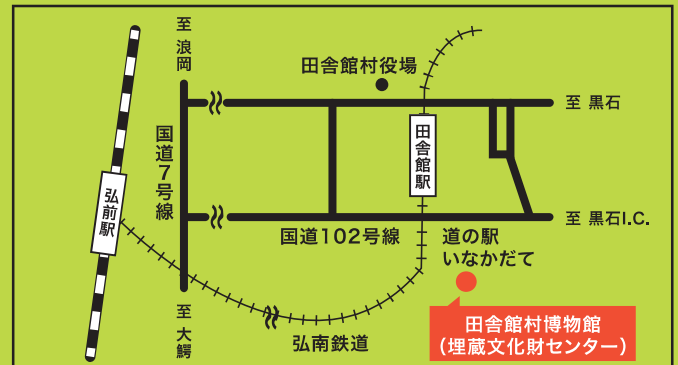 至 浪岡
田舎館村役場
至 黒石
国道7号線
田舎館駅
弘前駅
至 黒石I.C.
国道102号線
道の駅
いなかだて
至 大鰐
弘南鉄道
田舎館村博物館
（埋蔵文化財センター）